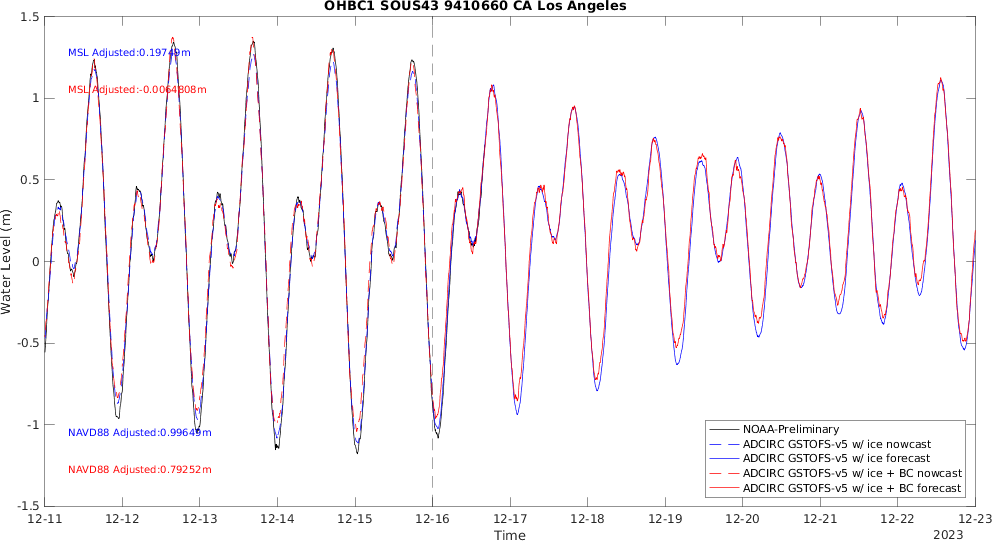 OHBC1 SOUS43 9410660 CA Los Angeles
1.5
1
0.5
0
-0.5
-1
-1.5
Water Level (m)
MSL Adjusted:0.19749m
MSL Adjusted:-0.0064808m
NAVD88 Adjusted:0.99649m
NAVD88 Adjusted:0.79252m
NOAA-Preliminary
ADCIRC GSTOFS-v5 w/ ice nowcast
ADCIRC GSTOFS-v5 w/ ice forecast
ADCIRC GSTOFS-v5 w/ ice + BC nowcast
ADCIRC GSTOFS-v5 w/ ice + BC forecast
12-11 12-12 12-13 12-14 12-15 12-16 12-17 12-18 12-19 12-20 12-21 12-22 12-23
Time
2023